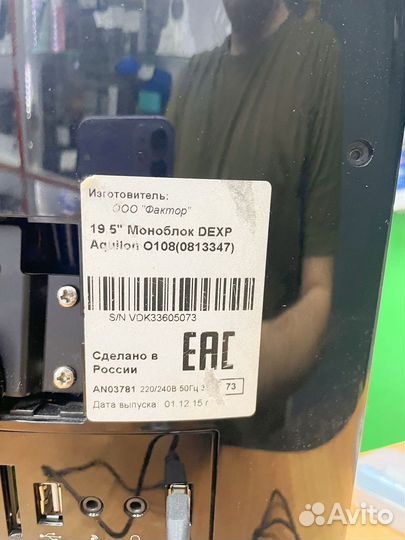 Изготовитель:
ООО "Фактор"
19 5" Моноблок DEXP
Aquilon O108(0813347)
S/N VDK33605073
Сделано в
России
EAC
AN03781 220/240В 50Гц 73
Дата выпуска: 01 12 15 г
Avito